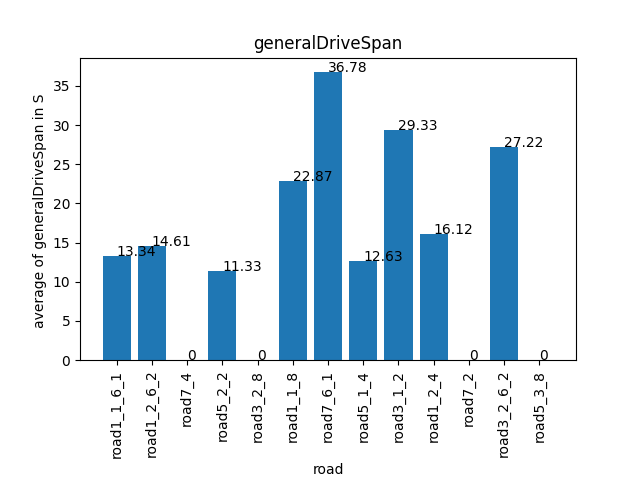 generalDriveSpan
average of generalDriveSpan in S
35
30
25
20
15
10
5
0
13.34
14.61
0
11.33
0
22.87
36.78
12.63
29.33
16.12
0
27.22
0
road1_1_6_1
road1_2_6_2
road7_4
road5_2_2
road3_2_8
road1_1_8
road7_6_1
road5_1_4
road3_1_2
road1_2_4
road7_2
road3_2_6_2
road5_3_8
road